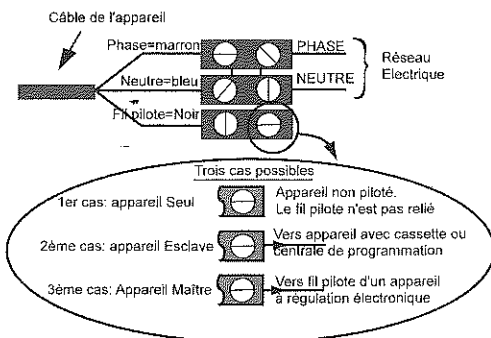 Câble de l'appareil
Phase=marron
PHASE
Neutre=bleu
NEUTRE
Réseau
Electrique
Fil pilote=Noir
Trois cas possibles
1er cas: appareil Seul
Appareil non piloté.
Le fil pilote n'est pas relié
2ème cas: appareil Esclave
Vers appareil avec cassette ou
centrale de programmation
3ème cas: Appareil Maître
Vers fil pilote d'un appareil
à régulation électronique